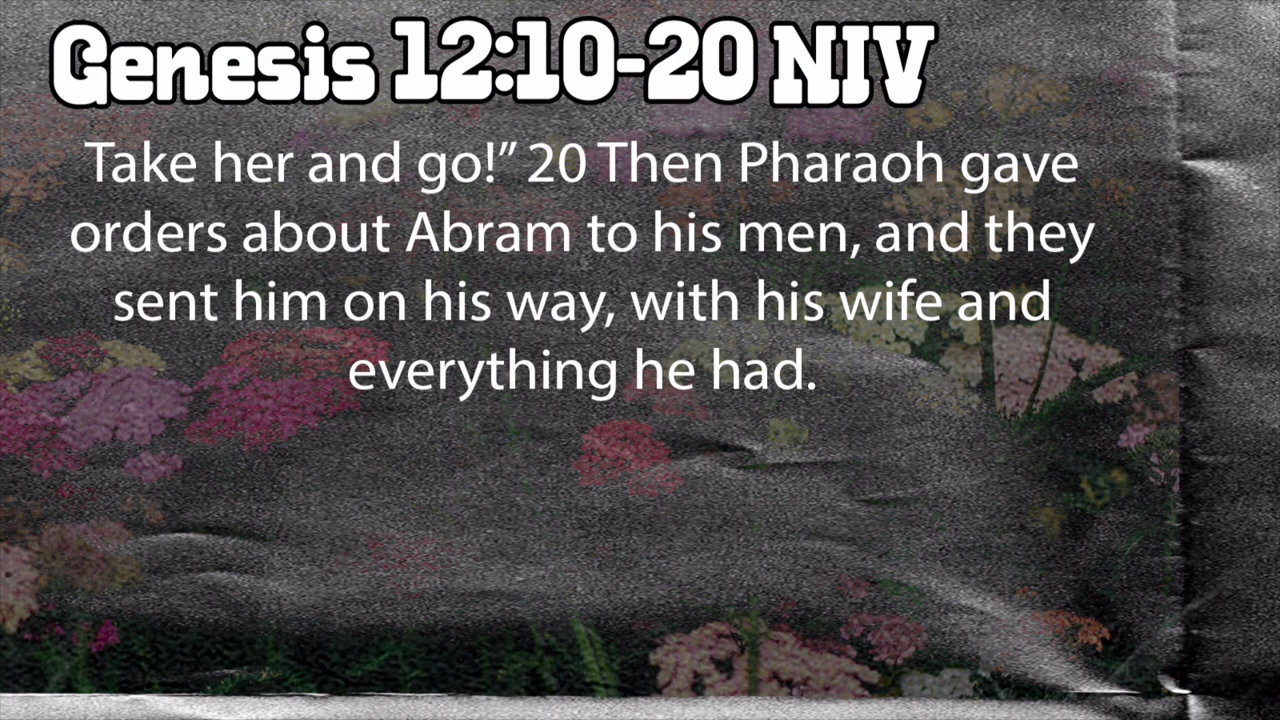 Genesis 12:10-20 NIV
Take her and go!” 20 Then Pharaoh gave
orders about Abram to his men, and they
sent him on his way, with his wife and
everything he had.